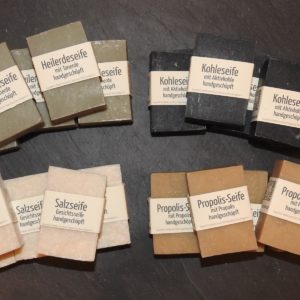 Heilerdeseife
mit Tonerde
handgeschöpft
Kohleseife
mit Aktivkohle
handgeschöpft
Kohleseife
mit Aktivkohle
handgeschöpft
Salzseife
Gesichtsseife
handgeschöpft
Propolis-Seife
mit Propolis
handgeschöpft